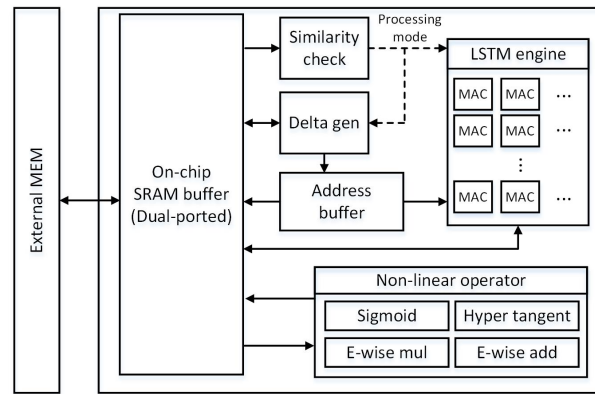 External MEM
On-chip
SRAM buffer
(Dual-ported)
Similarity
check
Processing
mode
Delta gen
Address
buffer
LSTM engine
MAC MAC ...
MAC MAC ...
...
MAC MAC ...
Non-linear operator
Sigmoid Hyper tangent
E-wise mul E-wise add